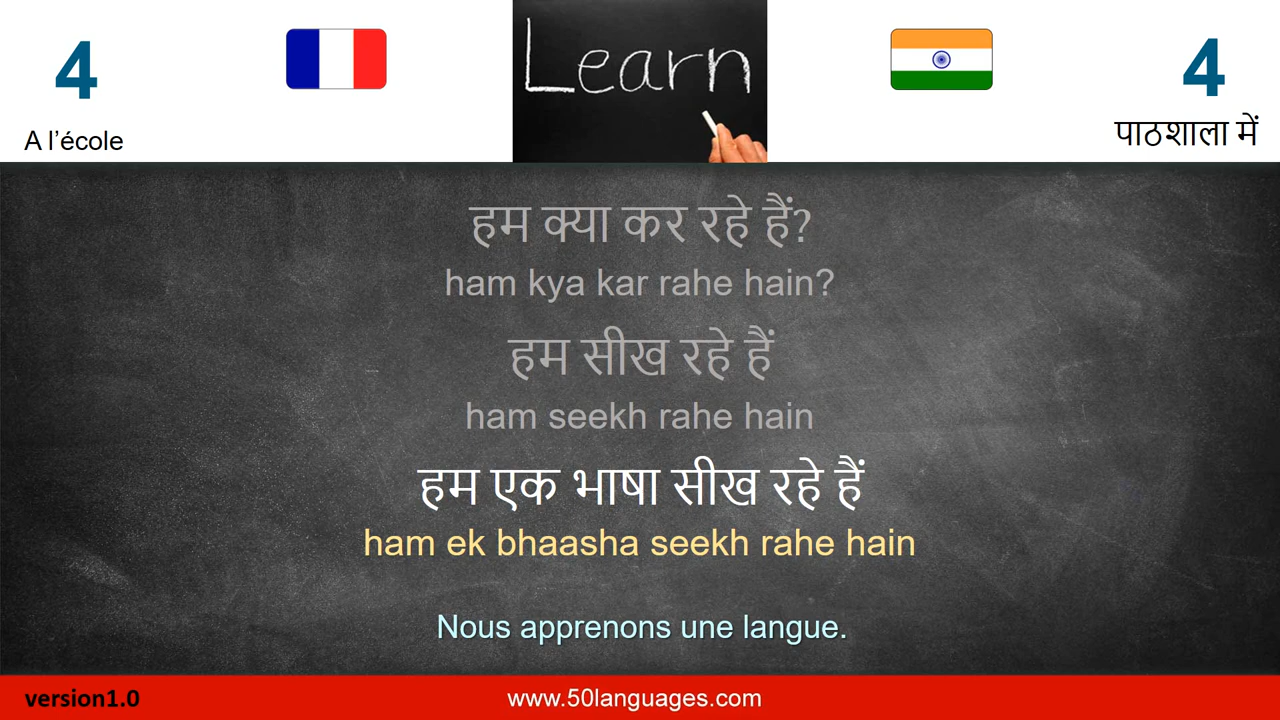 4
Learn
4
A l'école
पाठशाला में
हम क्या कर रहे हैं?
ham kya kar rahe hain?
हम सीख रहे हैं
ham seekh rahe hain
हम एक भाषा सीख रहे हैं
ham ek bhaasha seekh rahe hain
Nous apprenons une langue.
version1.0
www.50languages.com